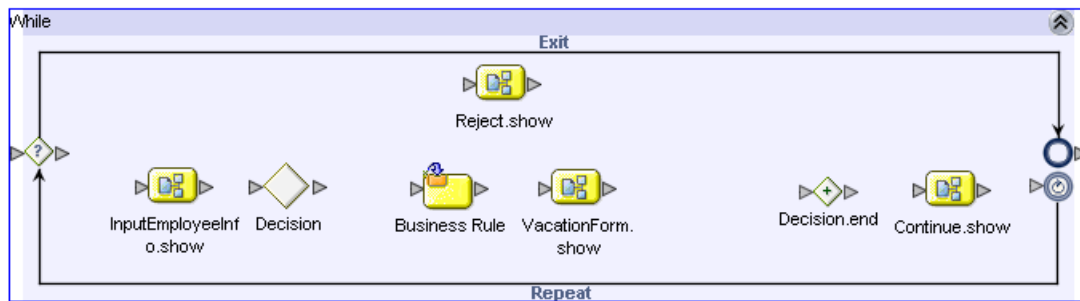 While
Exit
Reject.show
?
InputEmployeeInf
o.show
Decision
Business Rule
VacationForm.
show
+
Decision.end
Continue.show
Repeat